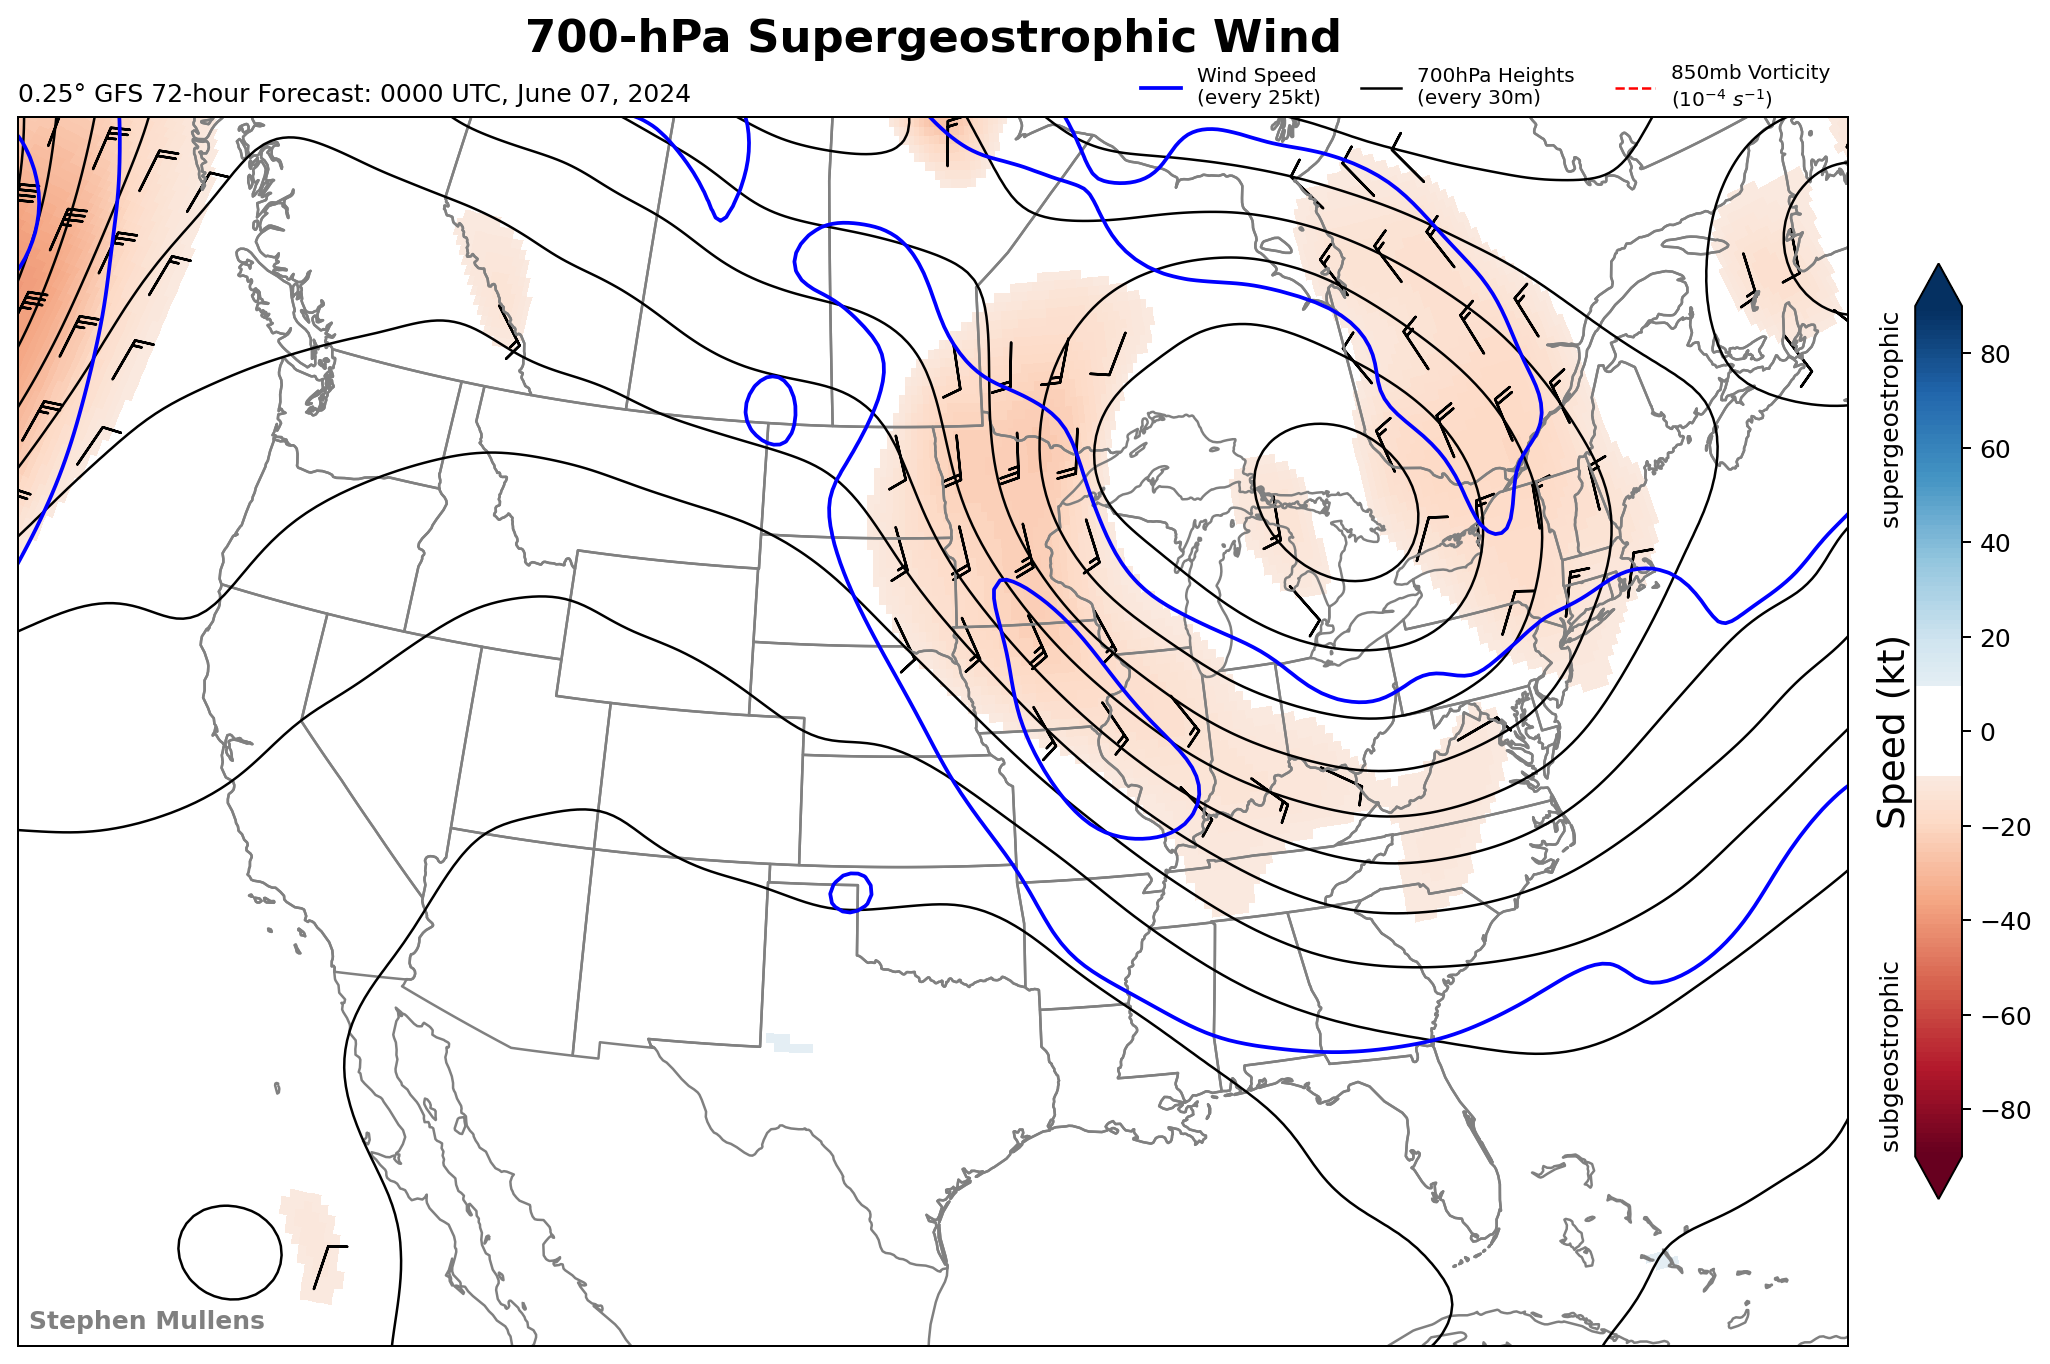 700-hPa Supergeostrophic Wind
0.25° GFS 72-hour Forecast: 0000 UTC, June 07, 2024
Wind Speed
(every 25kt)
700hPa Heights
(every 30m)
850mb Vorticity
(10⁻⁴ s⁻¹)
supergeostrophic
Speed (kt)
subgeostrophic
80
60
40
20
0
−20
−40
−60
−80
Stephen Mullens